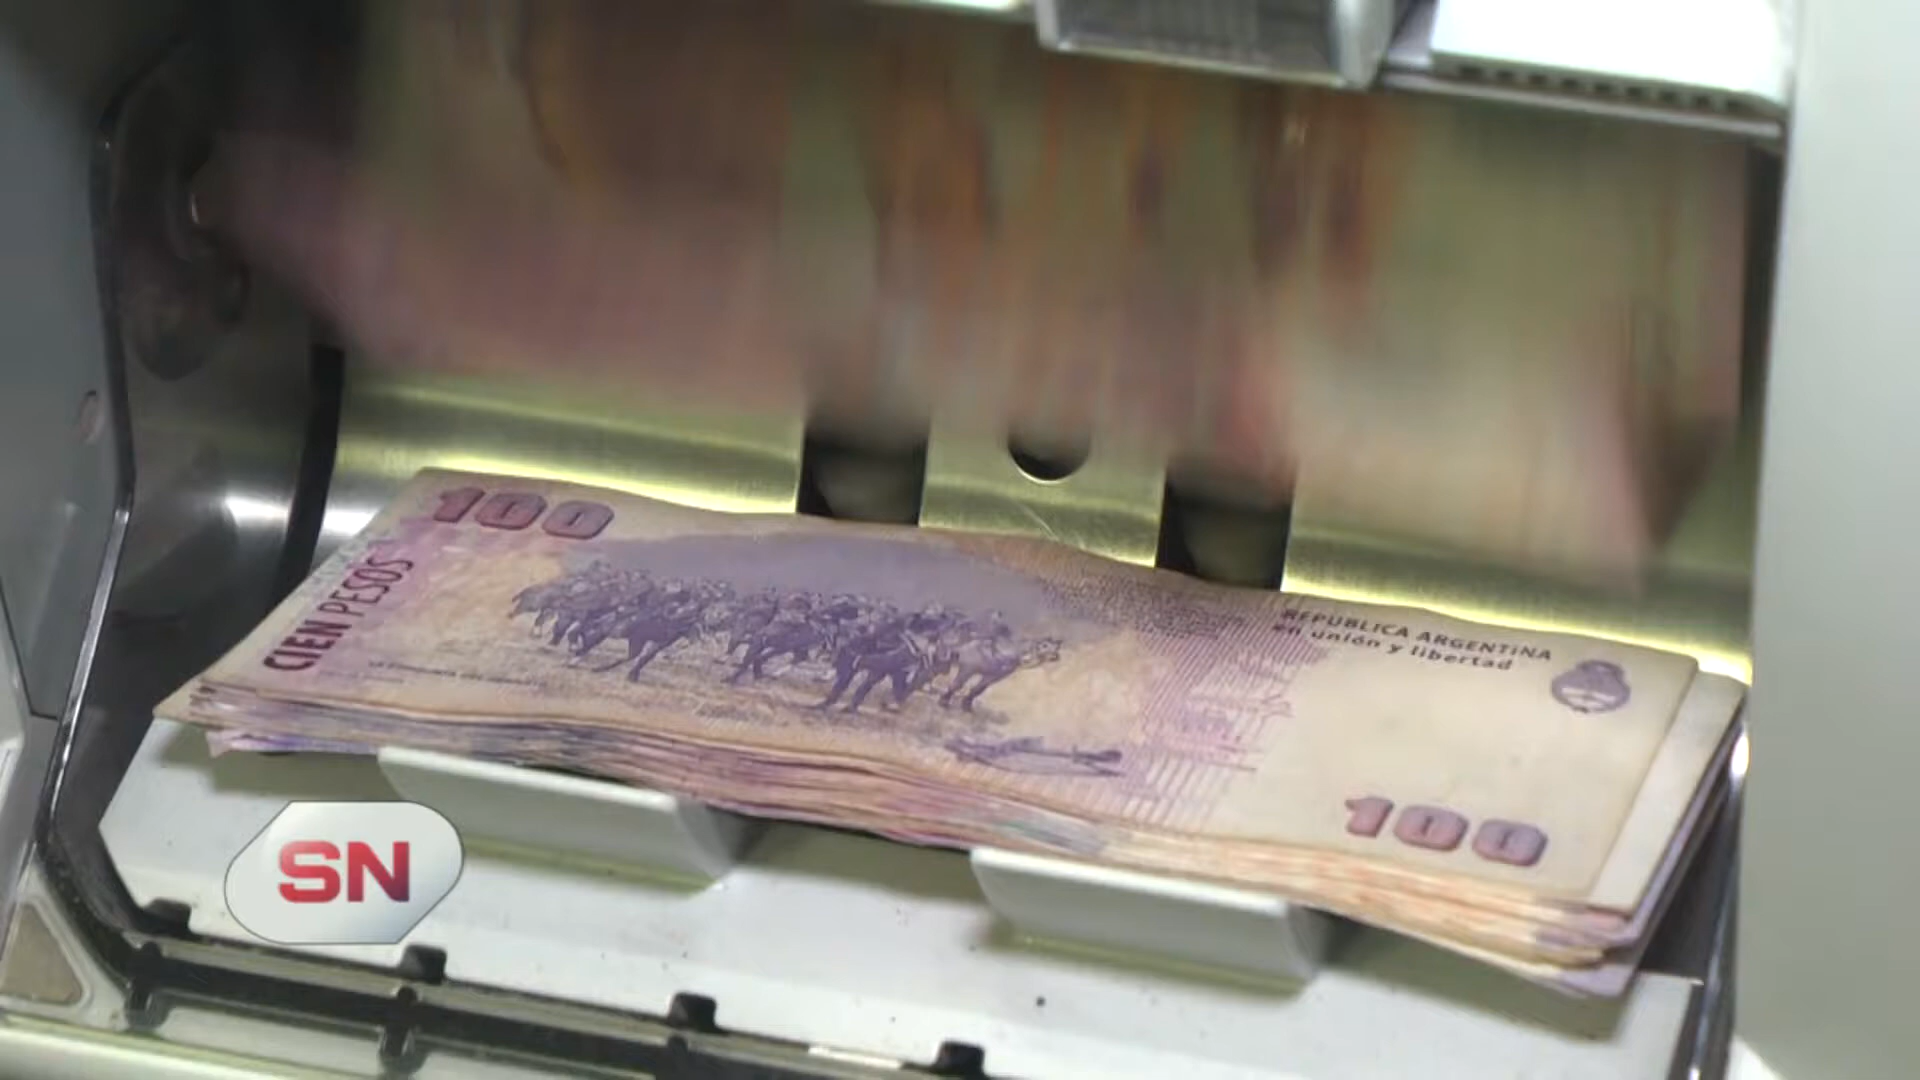 100
CIEN PESOS
REPUBLICA ARGENTINA
en unión y libertad
100
SN